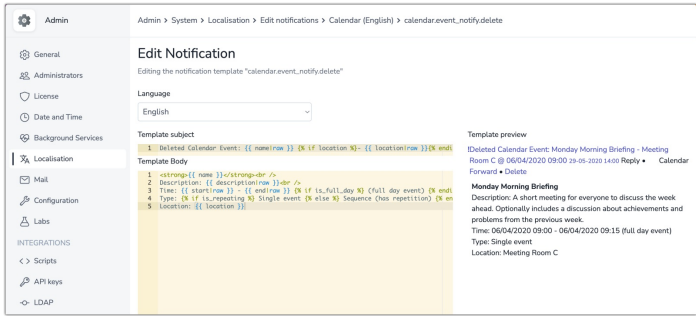 Admin
Admin > System > Localisation > Edit notifications > Calendar (English) > calendar.event_notify.delete
General
Administrators
License
Date and Time
Background Services
Localisation
Mail
Configuration
Labs
INTEGRATIONS
Scripts
API keys
LDAP
Edit Notification
Editing the notification template "calendar.event_notify.delete"
Language
English
Template subject
1 Deleted Calendar Event: {{ name|raw }} {% if location %}- {{ location|raw }}{% endi
Template Body
1 <strong>{{ name }}</strong><br />
2 Description: {{ description|raw }}<br />
3 Time: {{ start|raw }} - {{ end|raw }} {% if is_full_day %} (full day event) {% endi
4 Type: {% if is_repeating %} Single event {% else %} Sequence (has repetition) {% en
5 Location: {{ location }}
Template preview
!Deleted Calendar Event: Monday Morning Briefing - Meeting
Room C @ 06/04/2020 09:00 29-05-2020 14:00 Reply • Calendar
Forward • Delete
Monday Morning Briefing
Description: A short meeting for everyone to discuss the week
ahead. Optionally includes a discussion about achievements and
problems from the previous week.
Time: 06/04/2020 09:00 - 06/04/2020 09:15 (full day event)
Type: Single event
Location: Meeting Room C